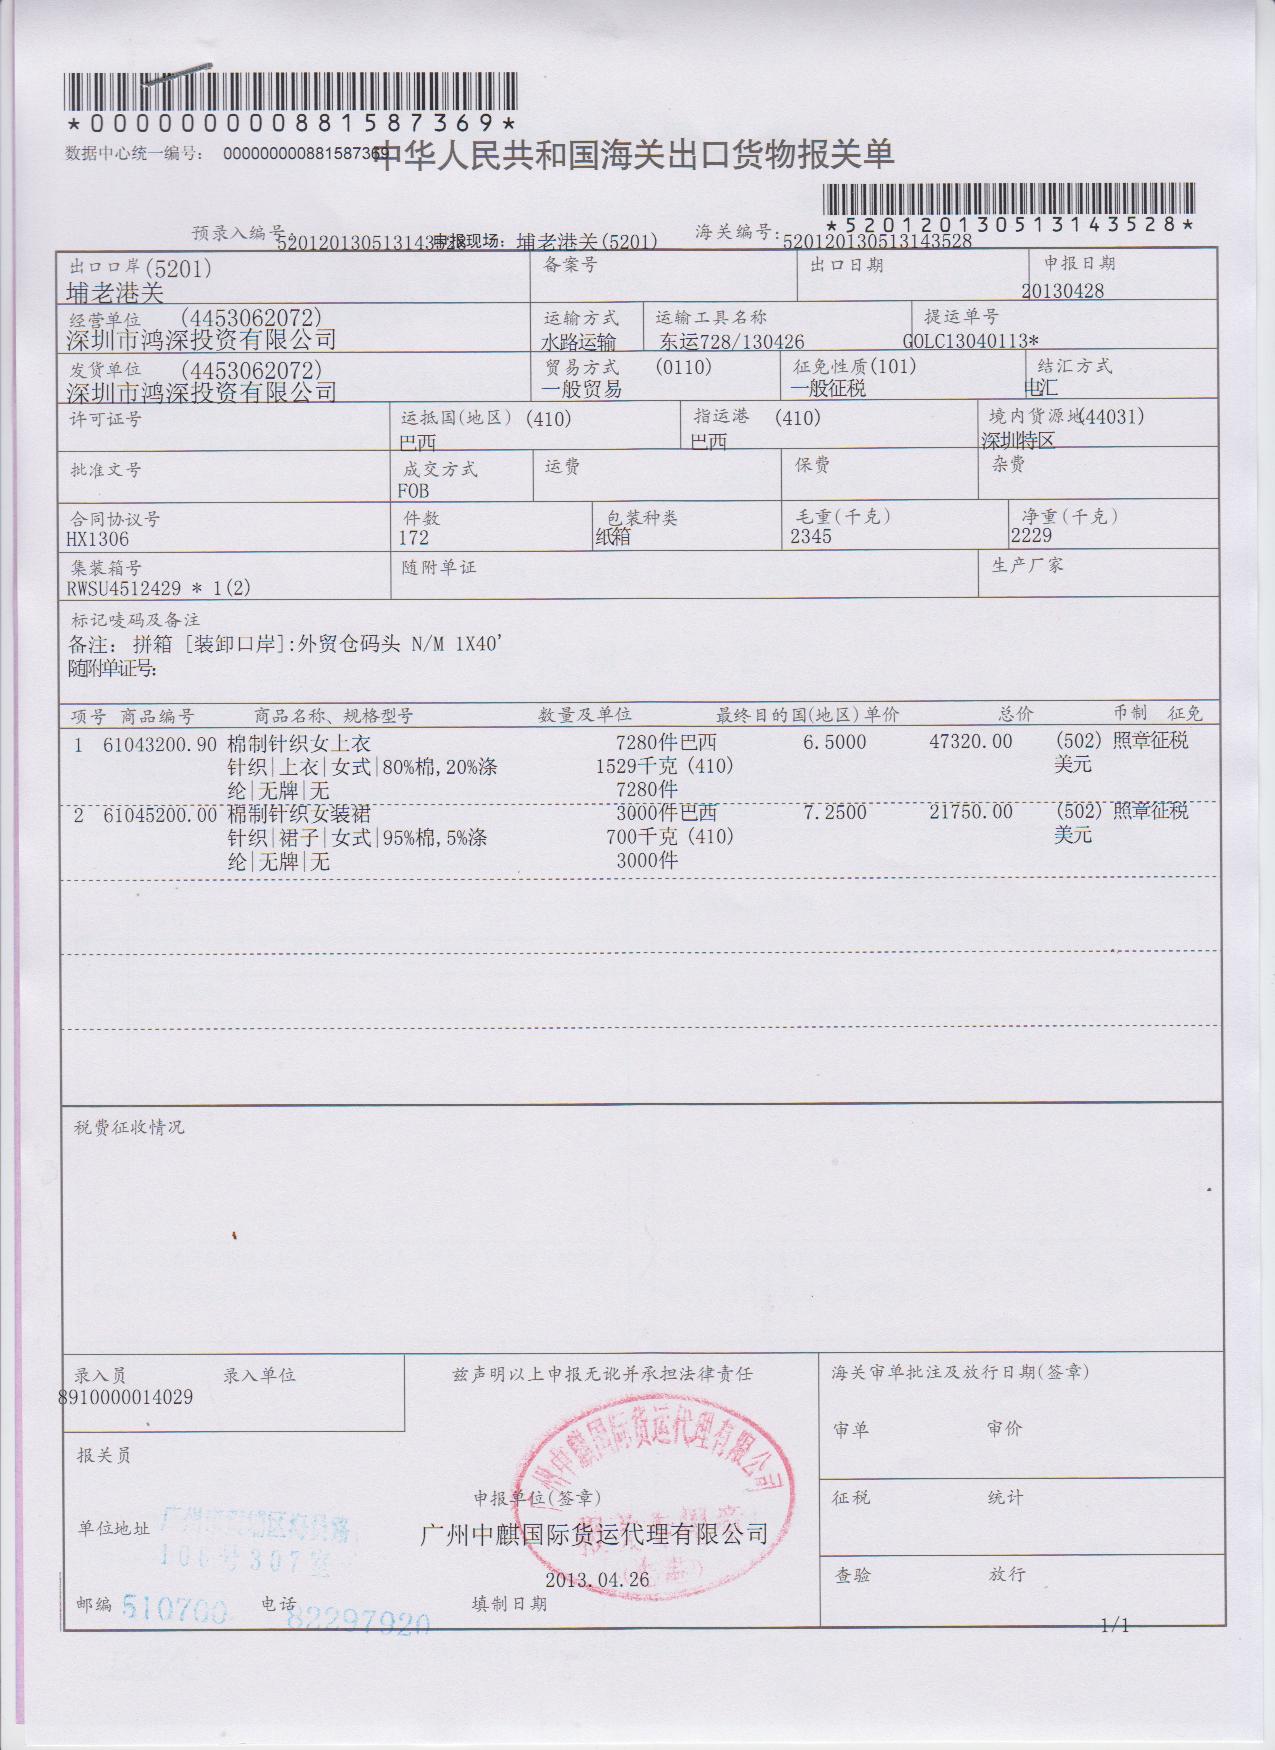 *000000000881587369*
数据中心统一编号: 000000000881587369
中华人民共和国海关出口货物报关单
*520120130513143528*
预录入编号: 520120130513143528 申报现场: 埔老港关(5201) 海关编号: 520120130513143528
出口口岸(5201) 备案号 出口日期 申报日期
埔老港关 20130428
经营单位 (4453062072) 运输方式 运输工具名称 提运单号
深圳市鸿深投资有限公司 水路运输 东运728/130426 GOLC13040113*
发货单位 (4453062072) 贸易方式 (0110) 征免性质(101) 结汇方式
深圳市鸿深投资有限公司 一般贸易 一般征税 电汇
许可证号 运抵国(地区) (410) 指运港 (410) 境内货源地(44031)
巴西 巴西 深圳特区
批准文号 成交方式 运费 保费 杂费
FOB
合同协议号 件数 包装种类 毛重(千克) 净重(千克)
HX1306 172 纸箱 2345 2229
集装箱号 随附单证 生产厂家
RWSU4512429 * 1(2)
标记唛码及备注
备注: 拼箱 [装卸口岸]:外贸仓码头 N/M 1X40'
随附单证号:
项号 商品编号 商品名称、规格型号 数量及单位 最终目的国(地区) 单价 总价 币制 征免
1 61043200.90 棉制针织女上衣 7280件巴西 6.5000 47320.00 (502) 照章征税
针织|上衣|女式|80%棉,20%涤 1529千克 (410) 美元
纶|无牌|无 7280件
2 61045200.00 棉制针织女装裙 3000件巴西 7.2500 21750.00 (502) 照章征税
针织|裙子|女式|95%棉,5%涤 700千克 (410) 美元
纶|无牌|无 3000件
税费征收情况
录入员 录入单位 兹声明以上申报无讹并承担法律责任 海关审单批注及放行日期(签章)
8910000014029
审单 审价
报关员
广州中麒国际货运代理有限公司
申报单位(签章) 征税 统计
单位地址
广州中麒国际货运代理有限公司
106号307室
2013.04.26 查验 放行
邮编 510700 电话 82297920 填制日期
1/1